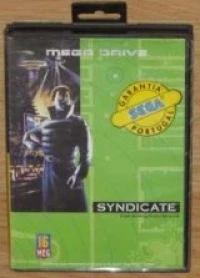 MEGA DRIVE
GARANTIA
SEGA
PORTUGAL
SYNDICATE
16
MEG